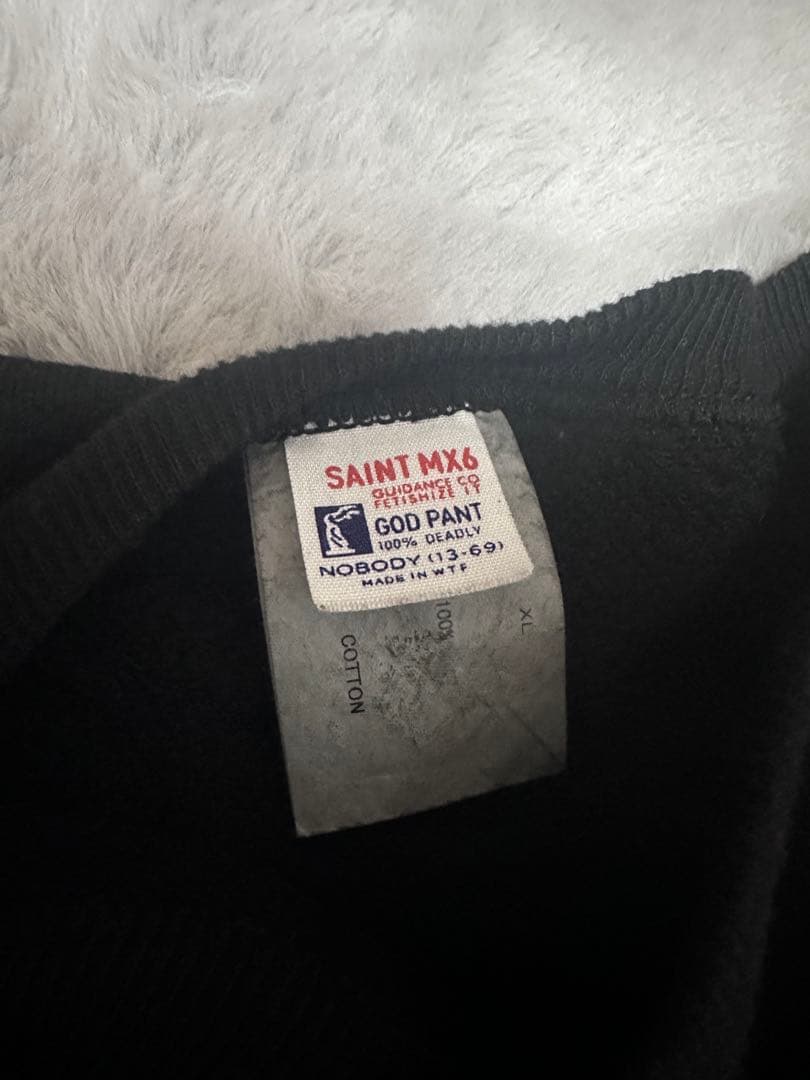 SAINT MX6
GUIDANCE CO
FETISHIZE IT
GOD PANT
100% DEADLY
NOBODY (13-69)
MADE IN WTF
XL
100%
COTTON